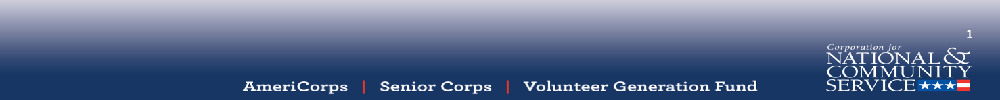 1
Corporation for
NATIONAL &
COMMUNITY
SERVICE
AmeriCorps | Senior Corps | Volunteer Generation Fund